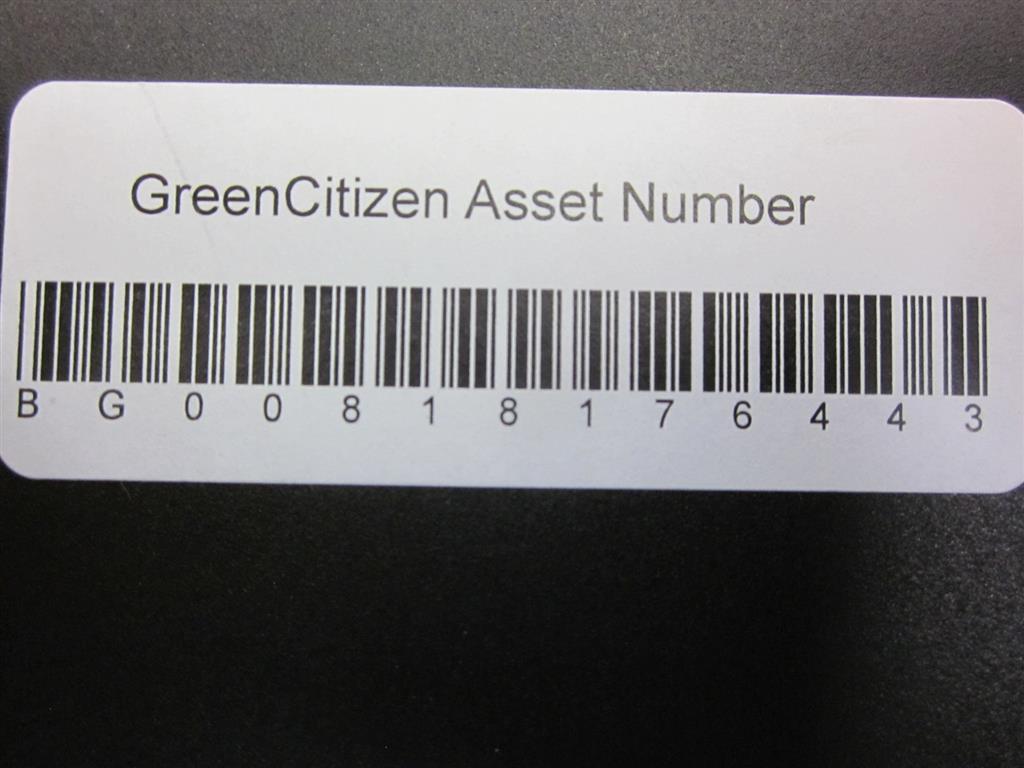 GreenCitizen Asset Number
B G 0 0 8 1 8 1 7 6 4 4 3